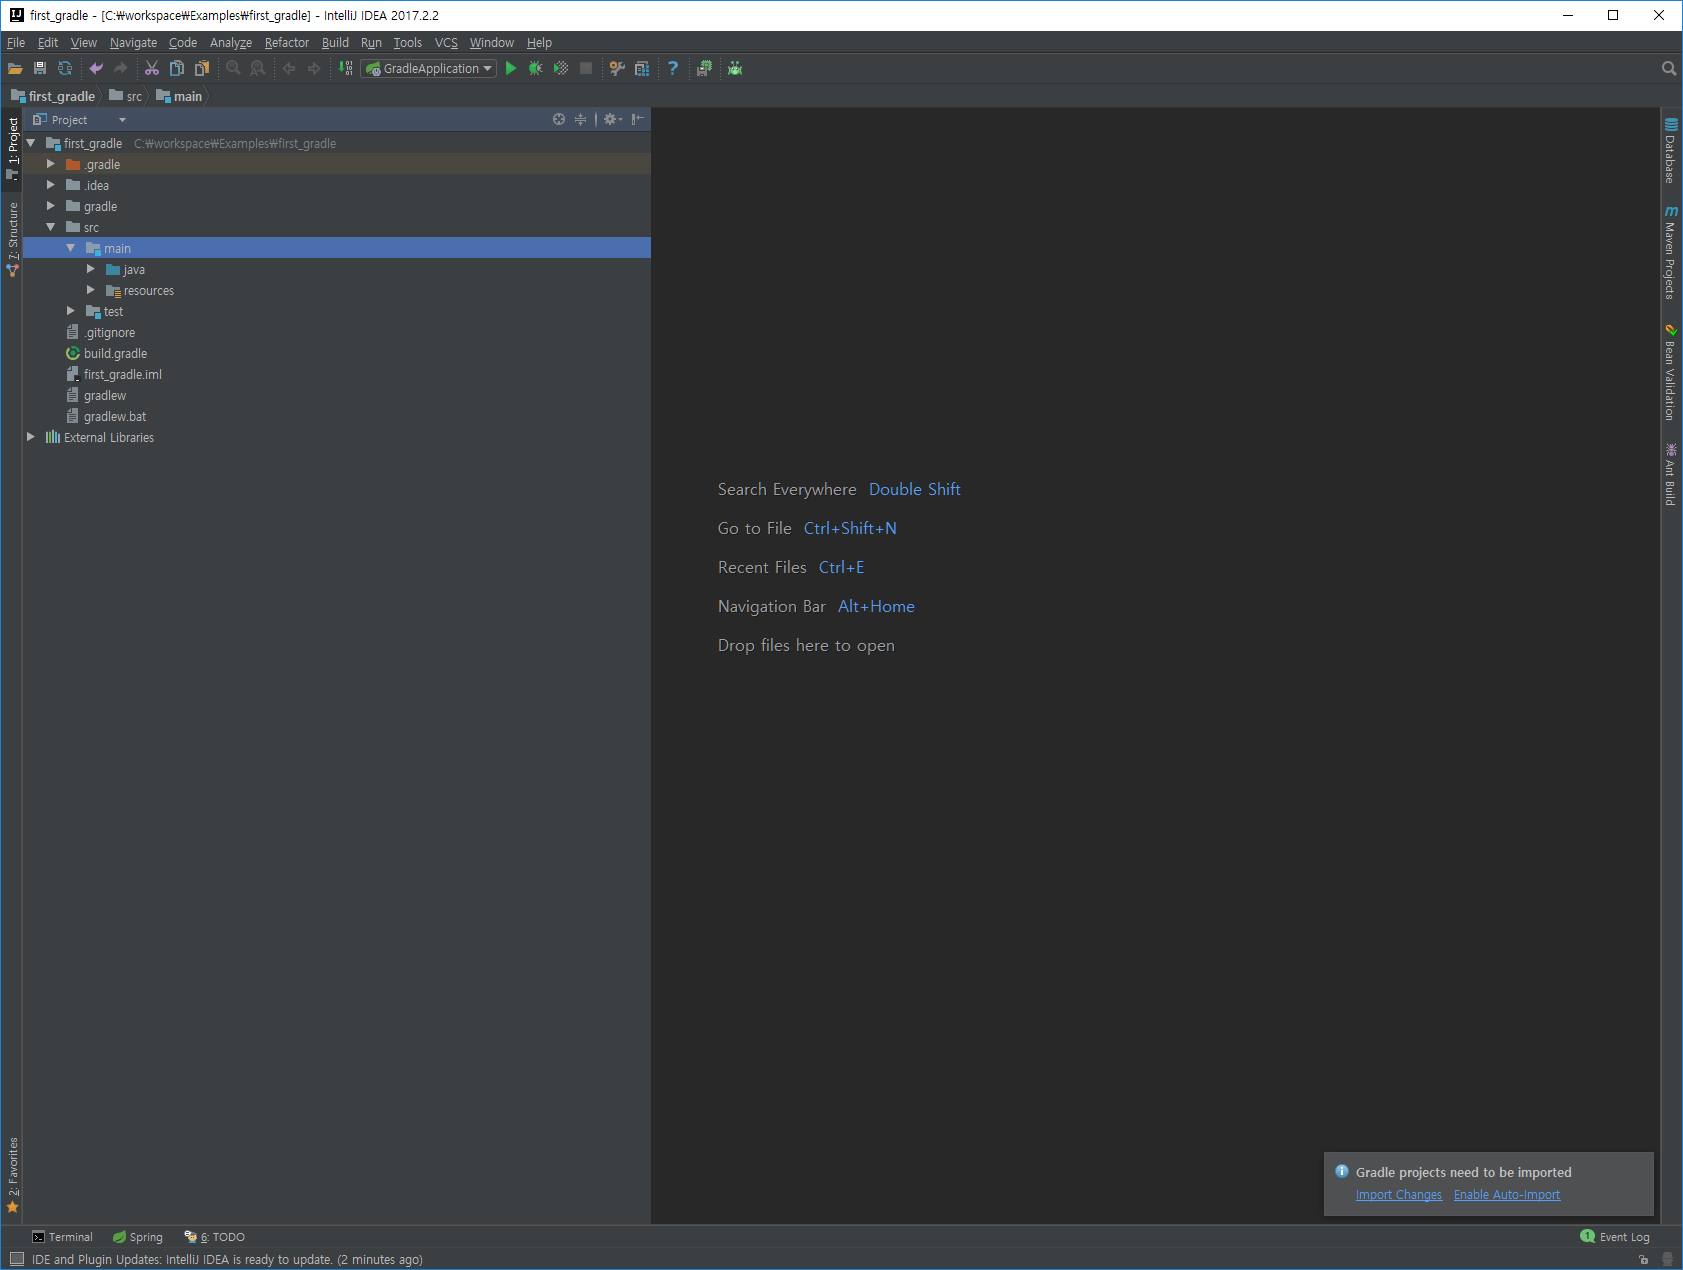 first_gradle - [C:₩workspace₩Examples₩first_gradle] - IntelliJ IDEA 2017.2.2
File Edit View Navigate Code Analyze Refactor Build Run Tools VCS Window Help
GradleApplication
first_gradle src main
1: Project
7: Structure
2: Favorites
Project
first_gradle C:₩workspace₩Examples₩first_gradle
.gradle
.idea
gradle
src
main
java
resources
test
.gitignore
build.gradle
first_gradle.iml
gradlew
gradlew.bat
External Libraries
Search Everywhere Double Shift
Go to File Ctrl+Shift+N
Recent Files Ctrl+E
Navigation Bar Alt+Home
Drop files here to open
Database
Maven Projects
Bean Validation
Ant Build
Gradle projects need to be imported
Import Changes Enable Auto-Import
Terminal Spring 6: TODO
1 Event Log
IDE and Plugin Updates: IntelliJ IDEA is ready to update. (2 minutes ago)